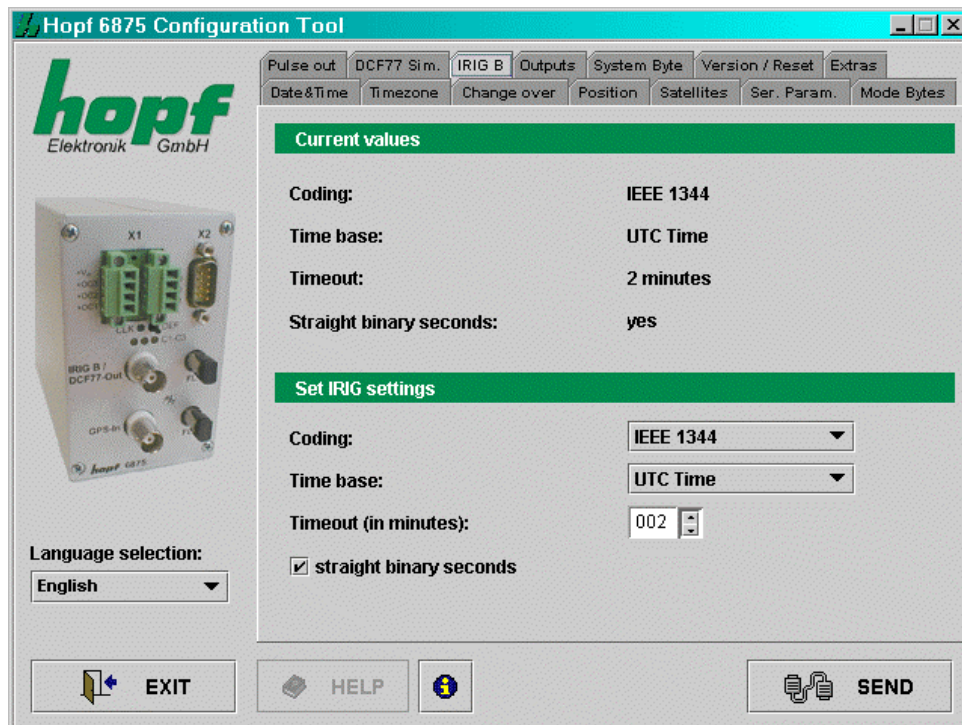 Hopf 6875 Configuration Tool
hopf
Elektronik GmbH
Pulse out DCF77 Sim. IRIG B Outputs System Byte Version / Reset Extras
Date&Time Timezone Change over Position Satellites Ser. Param. Mode Bytes
Current values
Coding: IEEE 1344
Time base: UTC Time
Timeout: 2 minutes
Straight binary seconds: yes
Set IRIG settings
Coding: IEEE 1344
Time base: UTC Time
Timeout (in minutes): 002
straight binary seconds
X1 X2
CLK DEF
C1-C3
IRIG B /
DCF77-Out
GPS-In
hopf 6875
Language selection:
English
EXIT
HELP
SEND